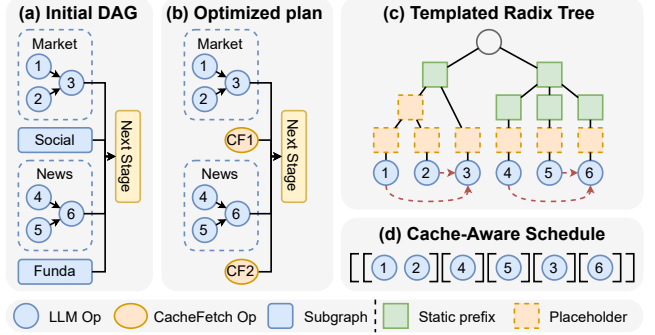 (a) Initial DAG
Market
1
2
3
Social
News
4
5
6
Funda
Next Stage
(b) Optimized plan
Market
1
2
3
CF1
News
4
5
6
CF2
Next Stage
(c) Templated Radix Tree
1 2 3 4 5 6
(d) Cache-Aware Schedule
[[1 2][4][5][3][6]]
LLM Op
CacheFetch Op
Subgraph
Static prefix
Placeholder